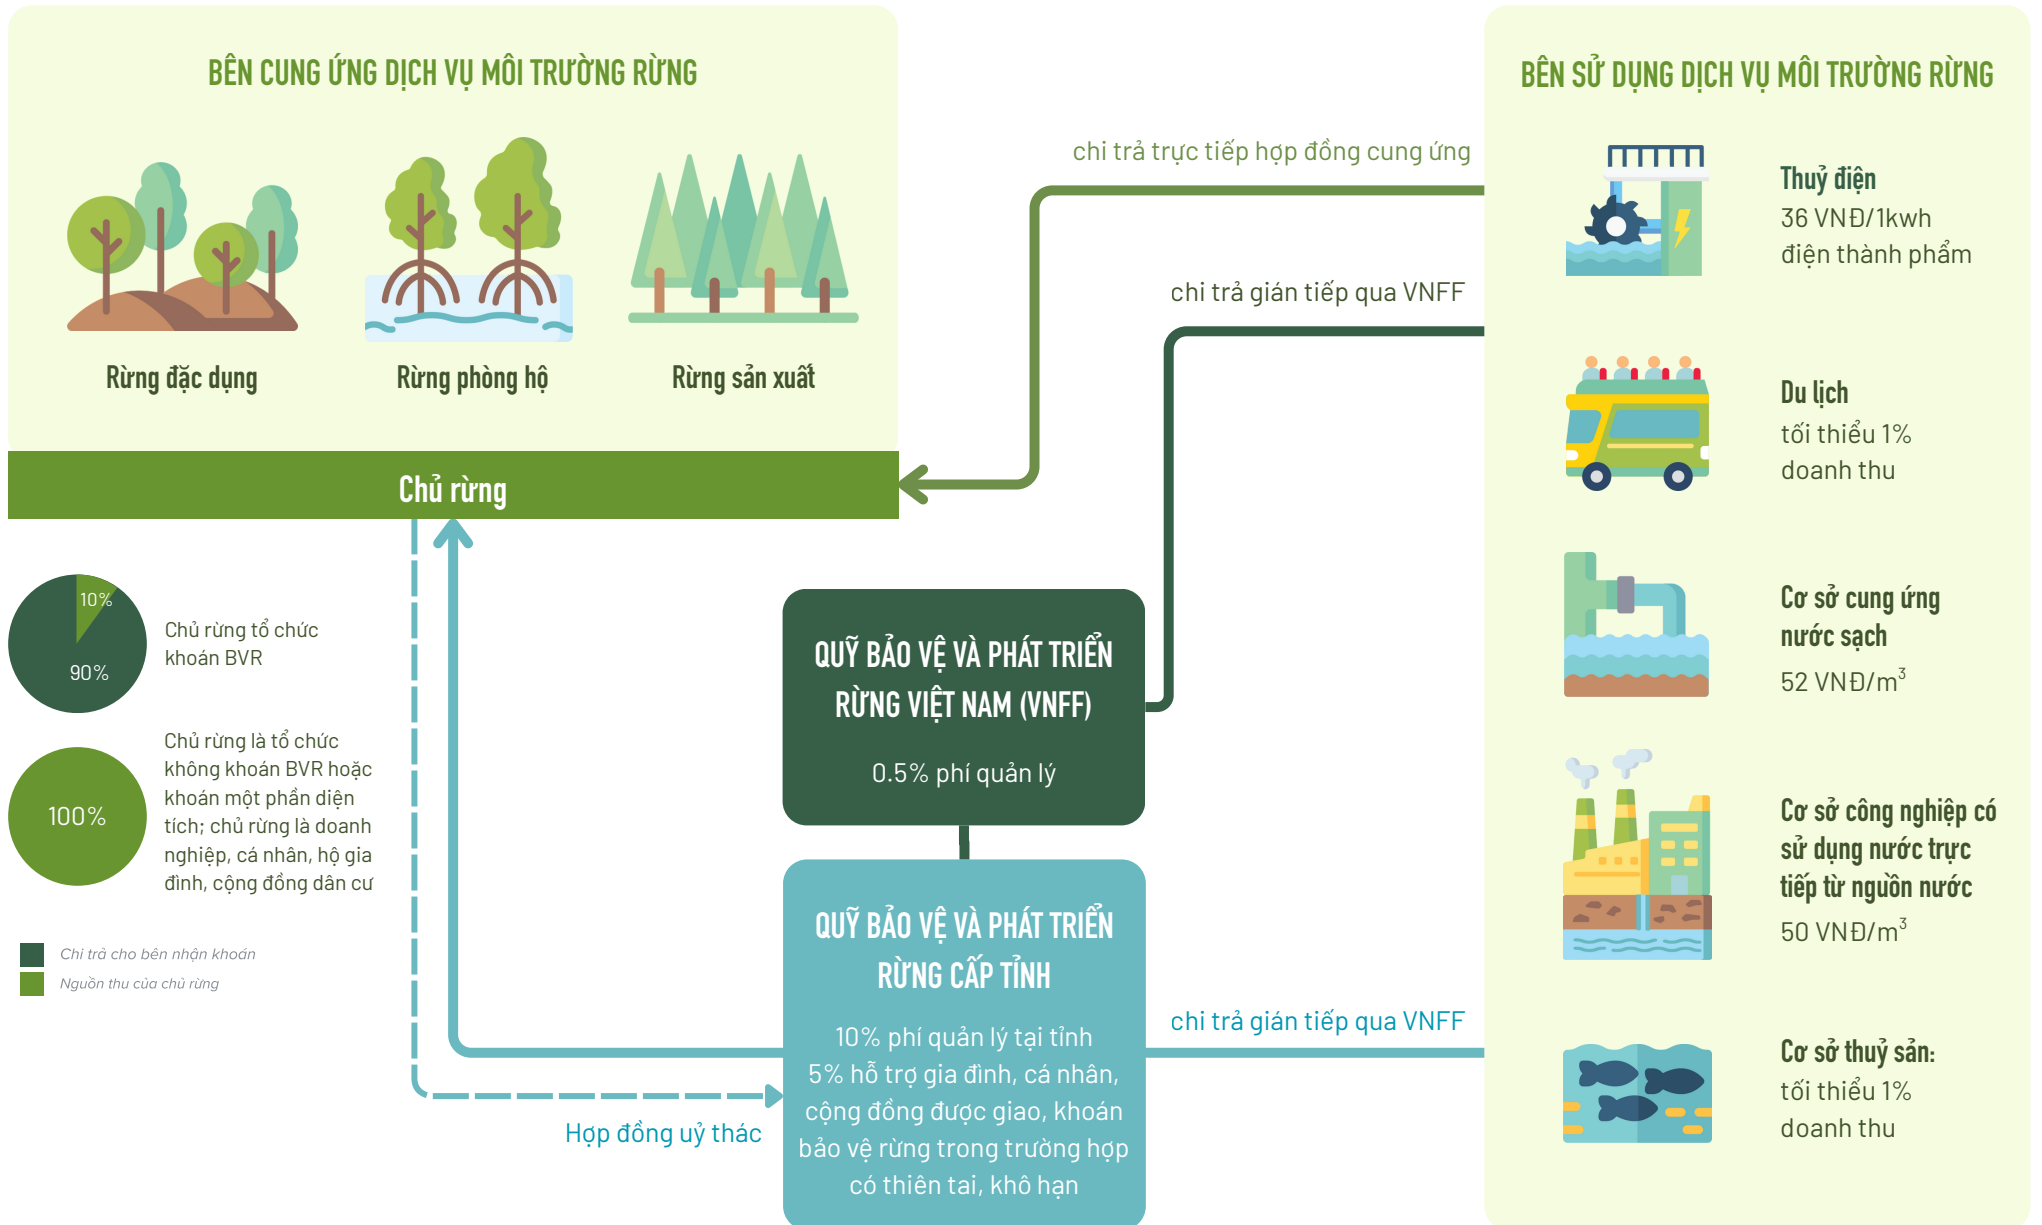 BÊN CUNG ỨNG DỊCH VỤ MÔI TRƯỜNG RỪNG
Rừng đặc dụng
Rừng phòng hộ
Rừng sản xuất
Chủ rừng
10%
90%
Chủ rừng tổ chức
khoán BVR
100%
Chủ rừng là tổ chức
không khoán BVR hoặc
khoán một phần diện
tích; chủ rừng là doanh
nghiệp, cá nhân, hộ gia
đình, cộng đồng dân cư
Chi trả cho bên nhận khoán
Nguồn thu của chủ rừng
chi trả trực tiếp hợp đồng cung ứng
chi trả gián tiếp qua VNFF
QUỸ BẢO VỆ VÀ PHÁT TRIỂN
RỪNG VIỆT NAM (VNFF)
0.5% phí quản lý
QUỸ BẢO VỆ VÀ PHÁT TRIỂN
RỪNG CẤP TỈNH
10% phí quản lý tại tỉnh
5% hỗ trợ gia đình, cá nhân,
cộng đồng được giao, khoán
bảo vệ rừng trong trường hợp
có thiên tai, khô hạn
chi trả gián tiếp qua VNFF
Hợp đồng uỷ thác
BÊN SỬ DỤNG DỊCH VỤ MÔI TRƯỜNG RỪNG
Thuỷ điện
36 VNĐ/1kwh
điện thành phẩm
Du lịch
tối thiểu 1%
doanh thu
Cơ sở cung ứng
nước sạch
52 VNĐ/m³
Cơ sở công nghiệp có
sử dụng nước trực
tiếp từ nguồn nước
50 VNĐ/m³
Cơ sở thuỷ sản:
tối thiểu 1%
doanh thu